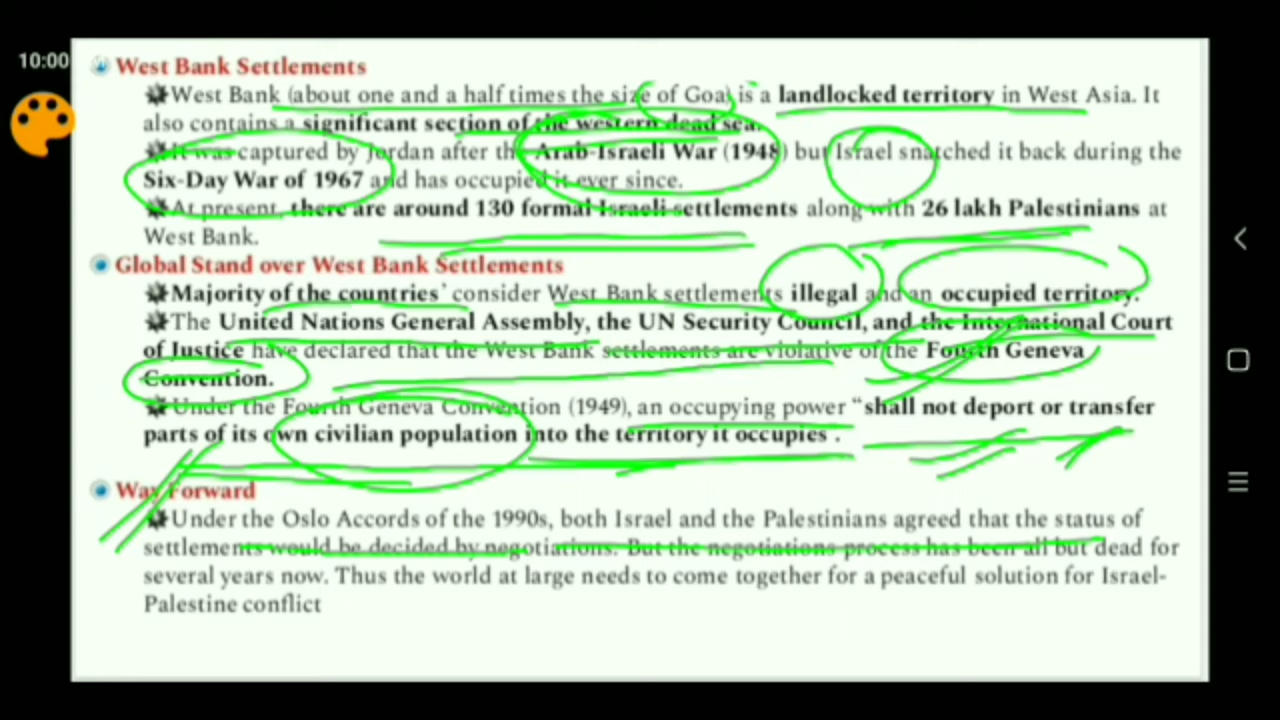 10:00
West Bank Settlements
West Bank (about one and a half times the size of Goa) is a landlocked territory in West Asia. It
also contains a significant section of the western dead sea.
It was captured by Jordan after the Arab-Israeli War (1948) but Israel snatched it back during the
Six-Day War of 1967 and has occupied it ever since.
At present, there are around 130 formal Israeli settlements along with 26 lakh Palestinians at
West Bank.
Global Stand over West Bank Settlements
Majority of the countries' consider West Bank settlements illegal and an occupied territory.
The United Nations General Assembly, the UN Security Council, and the International Court
of Justice have declared that the West Bank settlements are violative of the Fourth Geneva
Convention.
Under the Fourth Geneva Convention (1949), an occupying power "shall not deport or transfer
parts of its own civilian population into the territory it occupies .
Way Forward
Under the Oslo Accords of the 1990s, both Israel and the Palestinians agreed that the status of
settlements would be decided by negotiations. But the negotiations process has been all but dead for
several years now. Thus the world at large needs to come together for a peaceful solution for Israel-
Palestine conflict